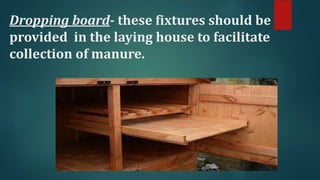 Dropping board- these fixtures should be
provided in the laying house to facilitate
collection of manure.